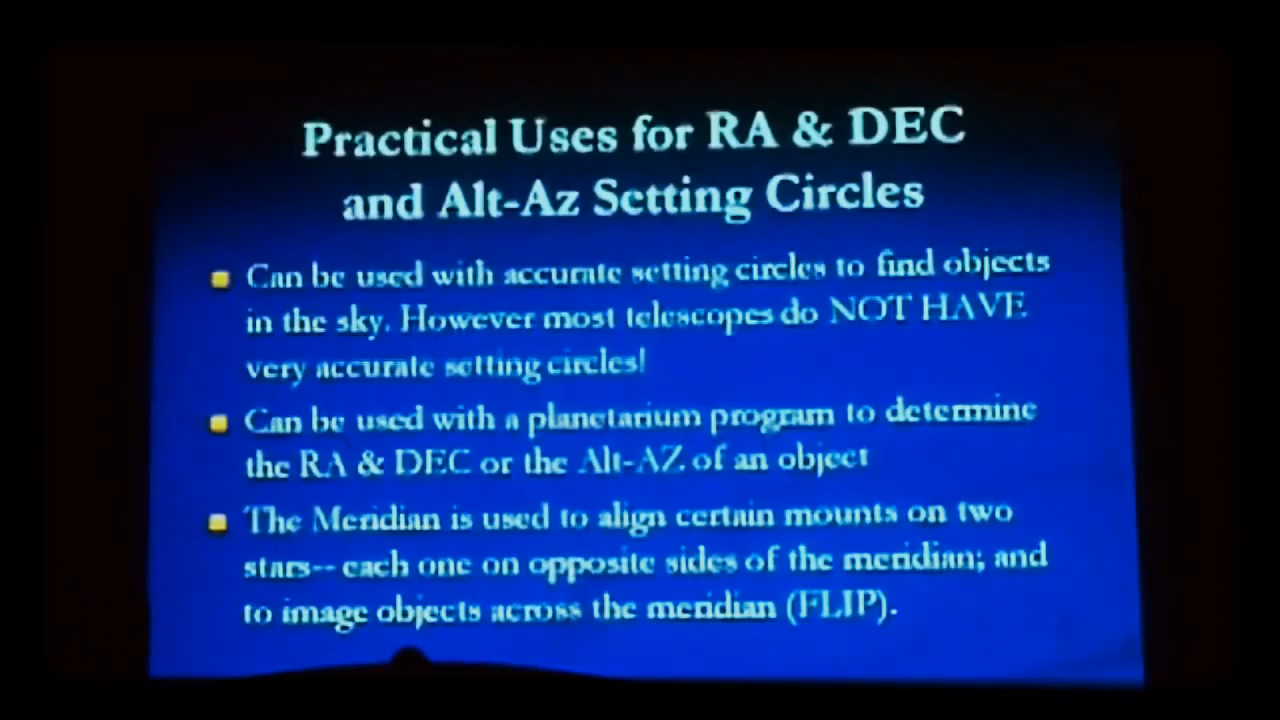 Practical Uses for RA & DEC
and Alt-Az Setting Circles
Can be used with accurate setting circles to find objects
in the sky. However most telescopes do NOT HAVE
very accurate setting circles!
Can be used with a planetarium program to determine
the RA & DEC or the Alt-AZ of an object
The Meridian is used to align certain mounts on two
stars-- each one on opposite sides of the meridian; and
to image objects across the meridian (FLIP).